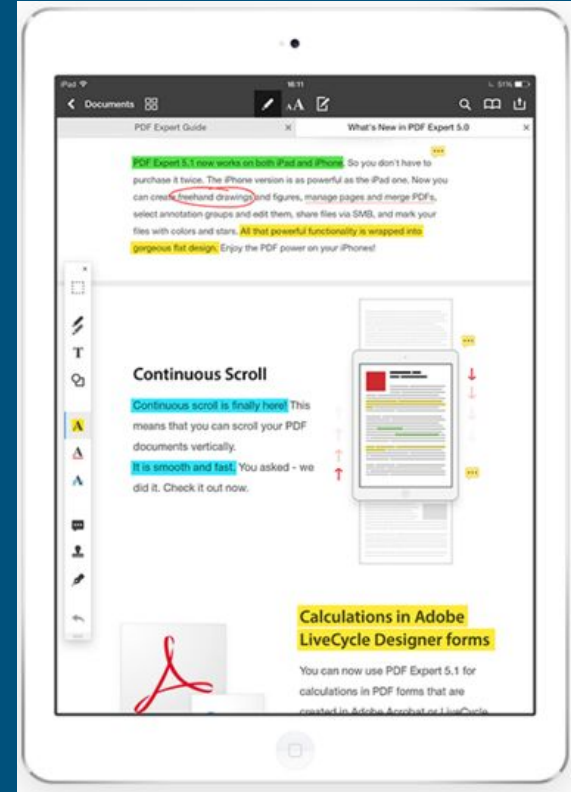 iPad
16:11
51%
Documents
AA
PDF Expert Guide ×
What's New in PDF Expert 5.0 ×
PDF Expert 5.1 now works on both iPad and iPhone. So you don't have to
purchase it twice. The iPhone version is as powerful as the iPad one. Now you
can create freehand drawings and figures, manage pages and merge PDFs,
select annotation groups and edit them, share files via SMB, and mark your
files with colors and stars. All that powerful functionality is wrapped into
gorgeous flat design. Enjoy the PDF power on your iPhones!
T
A
A
A
Continuous Scroll
Continuous scroll is finally here! This
means that you can scroll your PDF
documents vertically.
It is smooth and fast. You asked - we
did it. Check it out now.
Calculations in Adobe
LiveCycle Designer forms
You can now use PDF Expert 5.1 for
calculations in PDF forms that are
created in Adobe Acrobat or LiveCycle